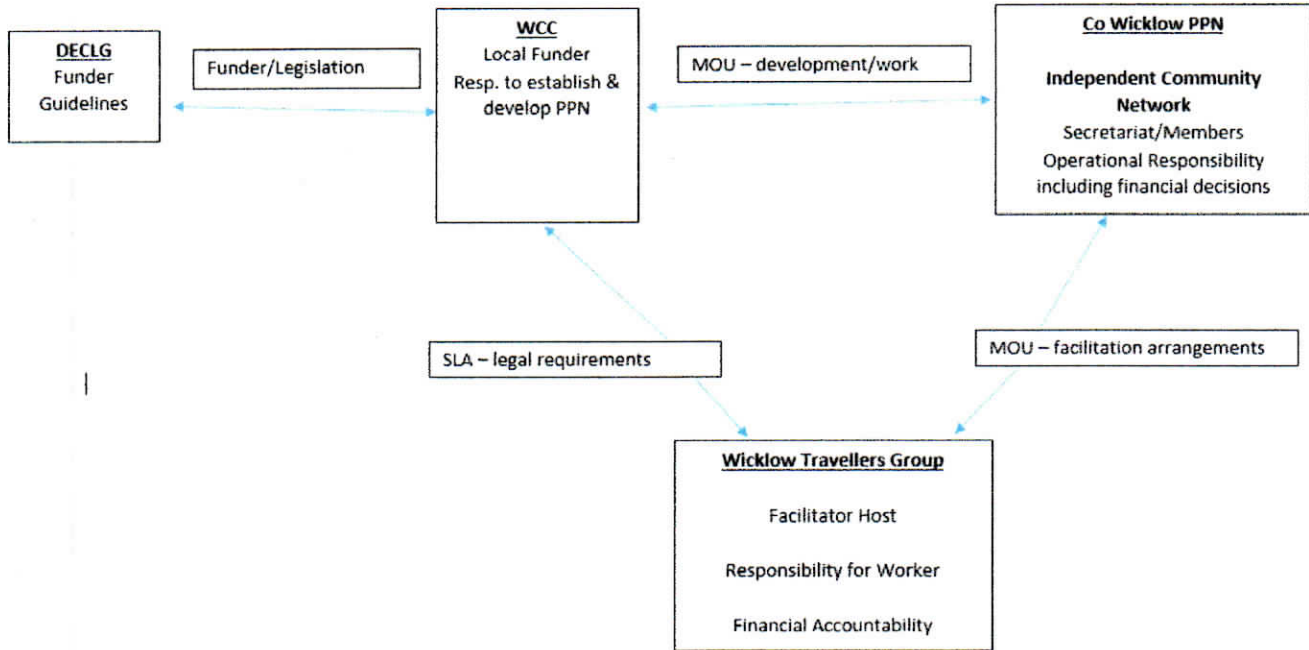 DECLG
Funder
Guidelines
Funder/Legislation
WCC
Local Funder
Resp. to establish &
develop PPN
MOU – development/work
Co Wicklow PPN
Independent Community
Network
Secretariat/Members
Operational Responsibility
including financial decisions
SLA – legal requirements
MOU – facilitation arrangements
Wicklow Travellers Group
Facilitator Host
Responsibility for Worker
Financial Accountability